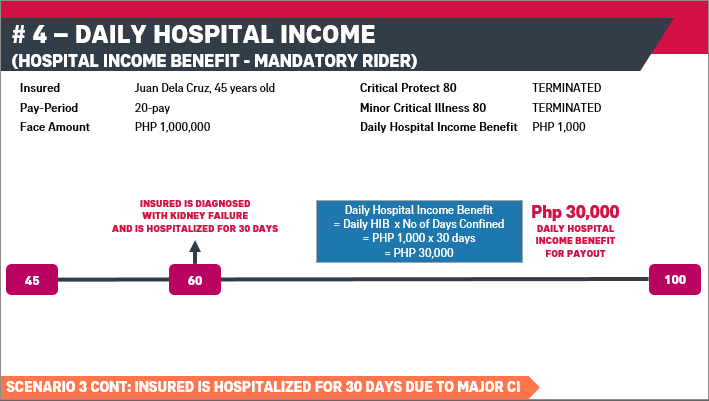 # 4 – DAILY HOSPITAL INCOME
(HOSPITAL INCOME BENEFIT - MANDATORY RIDER)
Insured Juan Dela Cruz, 45 years old
Pay-Period 20-pay
Face Amount PHP 1,000,000
Critical Protect 80 TERMINATED
Minor Critical Illness 80 TERMINATED
Daily Hospital Income Benefit PHP 1,000
INSURED IS DIAGNOSED
WITH KIDNEY FAILURE
AND IS HOSPITALIZED FOR 30 DAYS
Daily Hospital Income Benefit
= Daily HIB x No of Days Confined
= PHP 1,000 x 30 days
= PHP 30,000
Php 30,000
DAILY HOSPITAL
INCOME BENEFIT
FOR PAYOUT
45
60
100
SCENARIO 3 CONT: INSURED IS HOSPITALIZED FOR 30 DAYS DUE TO MAJOR CI